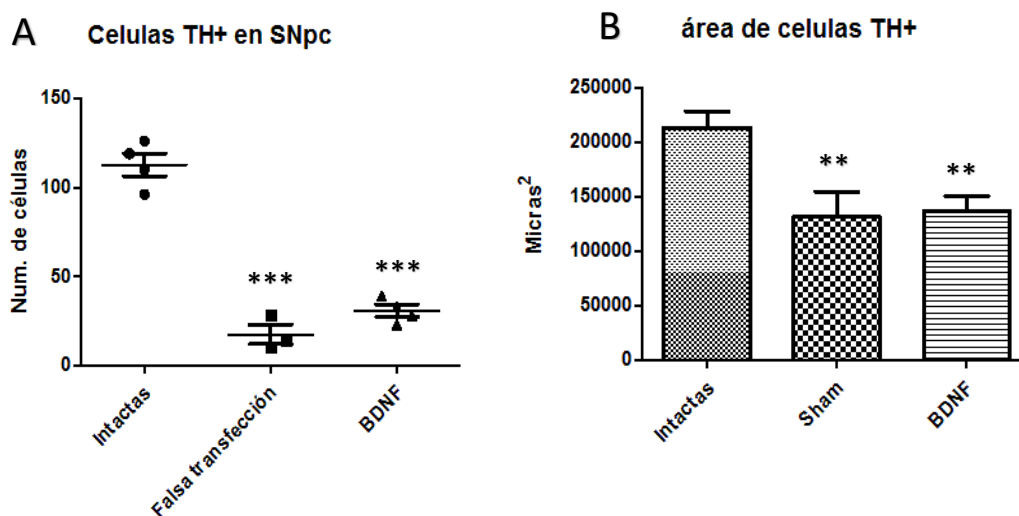 A
Celulas TH+ en SNpc
Num. de células
150
100
50
0
***
***
Intactas
Falsa transfección
BDNF
B
área de celulas TH+
Micras²
250000
200000
150000
100000
50000
0
**
**
Intactas
Sham
BDNF